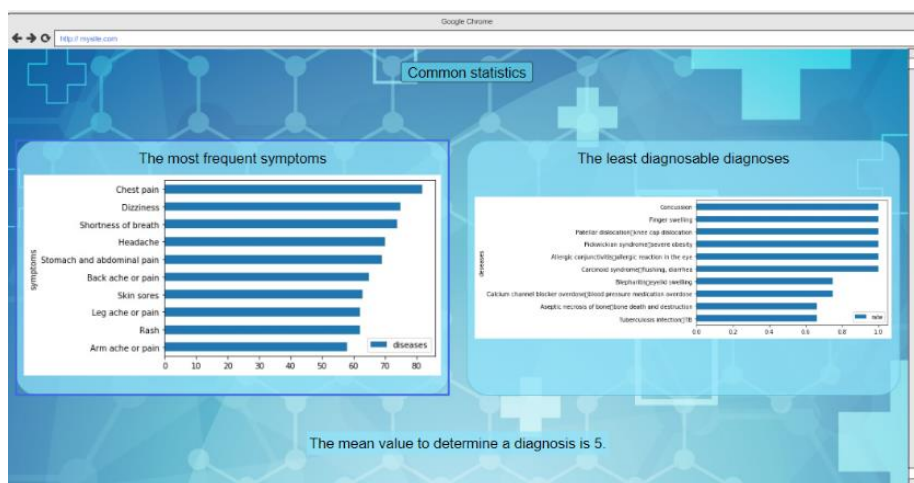 Google Chrome
http:// mysite.com
Common statistics
The most frequent symptoms
symptoms
Chest pain
Dizziness
Shortness of breath
Headache
Stomach and abdominal pain
Back ache or pain
Skin sores
Leg ache or pain
Rash
Arm ache or pain
diseases
0 10 20 30 40 50 60 70 80
The least diagnosable diagnoses
diseases
Concussion
Finger swelling
Patellar dislocation knee cap dislocation
Pickwickian syndrome severe obesity
Allergic conjunctivitis allergic reaction in the eye
Carcinoid syndrome flushing, diarrhea
Blepharitis eyelid swelling
Calcium channel blocker overdose blood pressure medication overdose
Aseptic necrosis of bone bone death and destruction
Tuberculosis infection TB
rate
0.0 0.2 0.4 0.6 0.8 1.0
The mean value to determine a diagnosis is 5.